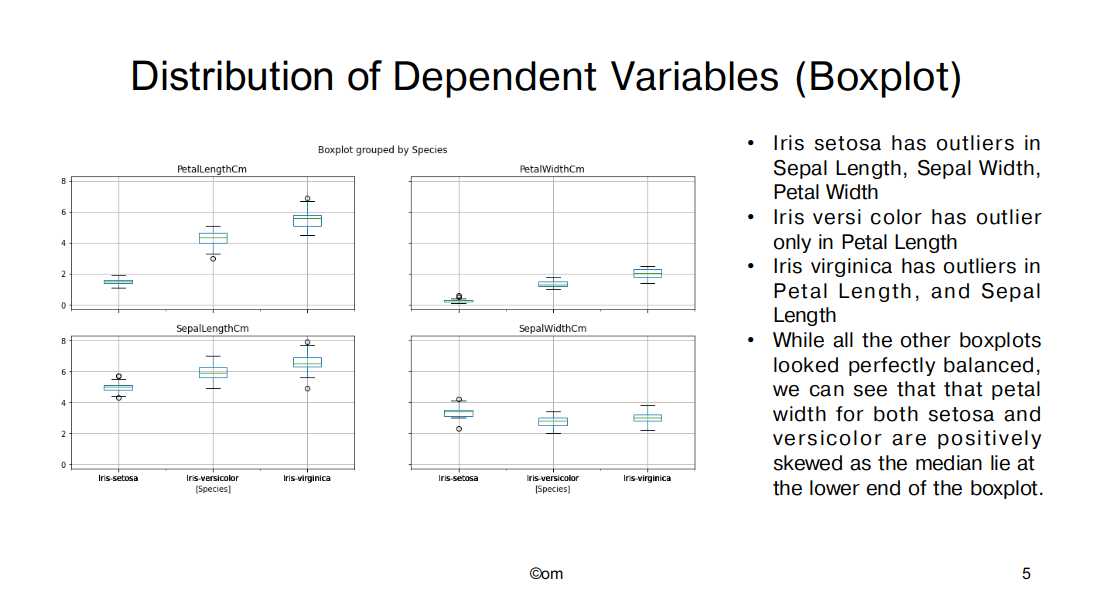 Distribution of Dependent Variables (Boxplot)
Boxplot grouped by Species
PetalLengthCm
8
6
4
2
0
PetalWidthCm
SepalLengthCm
8
6
4
2
0
Iris-setosa Iris-versicolor Iris-virginica
[Species]
SepalWidthCm
Iris-setosa Iris-versicolor Iris-virginica
[Species]
• Iris setosa has outliers in
Sepal Length, Sepal Width,
Petal Width
• Iris versi color has outlier
only in Petal Length
• Iris virginica has outliers in
Petal Length, and Sepal
Length
• While all the other boxplots
looked perfectly balanced,
we can see that that petal
width for both setosa and
versicolor are positively
skewed as the median lie at
the lower end of the boxplot.
©om
5